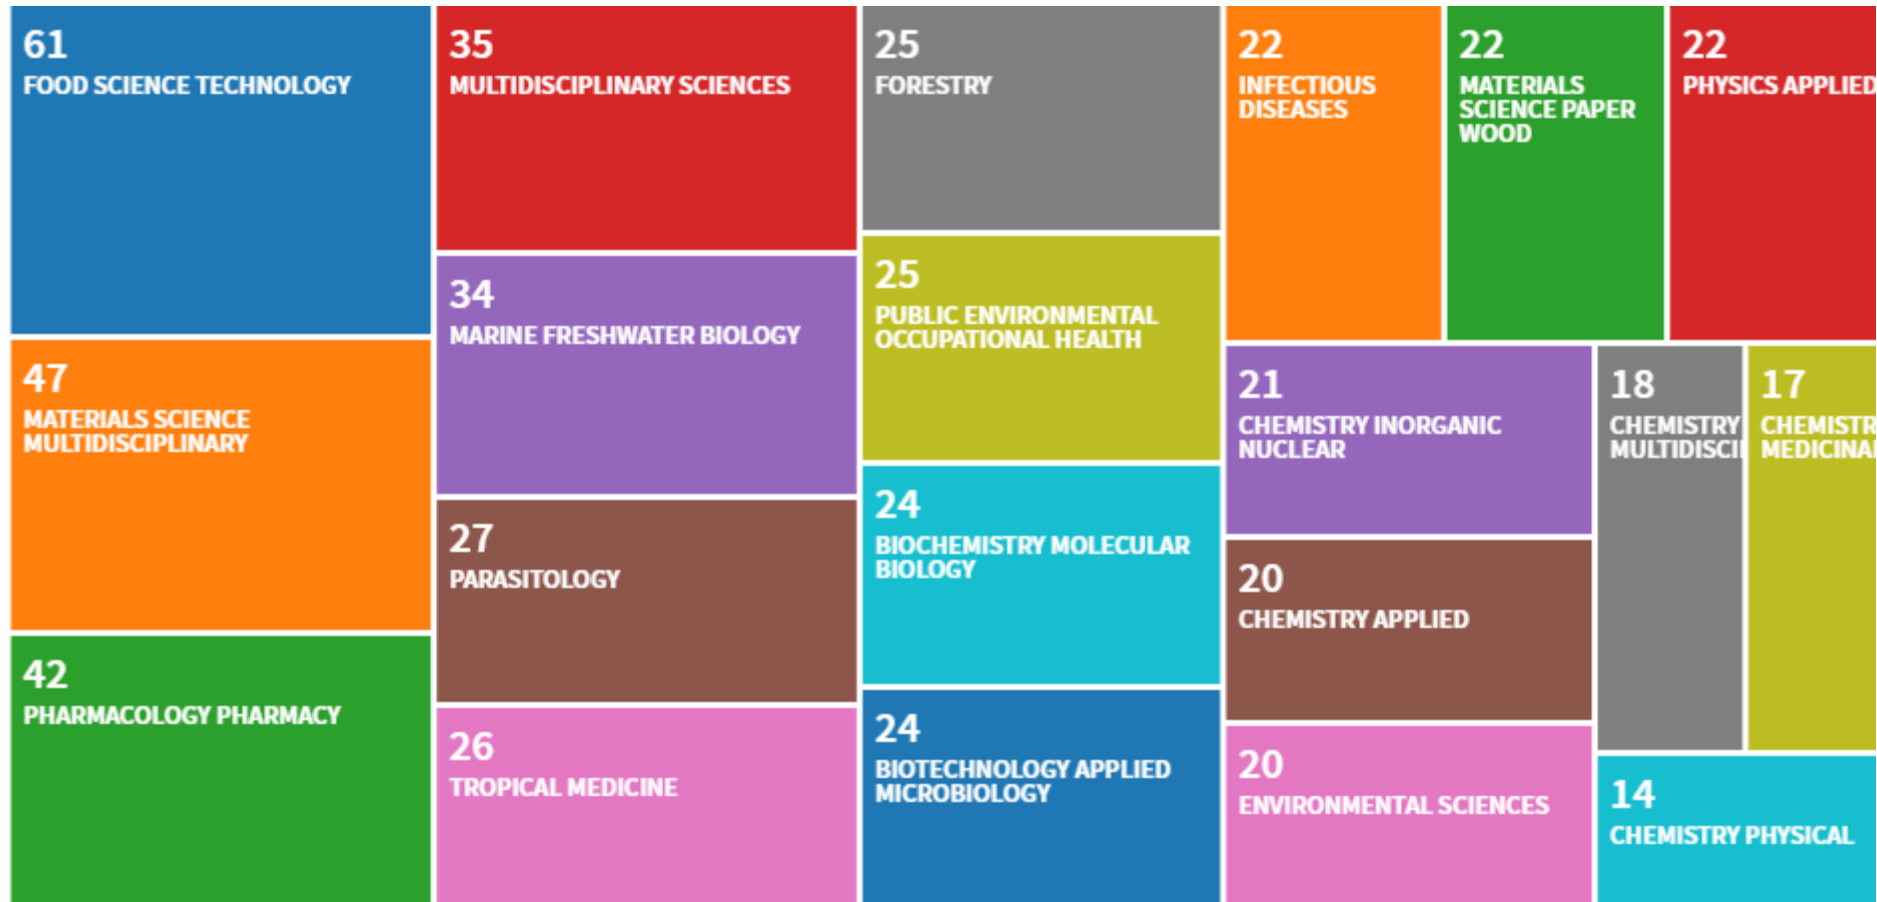 61
FOOD SCIENCE TECHNOLOGY
47
MATERIALS SCIENCE
MULTIDISCIPLINARY
42
PHARMACOLOGY PHARMACY
35
MULTIDISCIPLINARY SCIENCES
34
MARINE FRESHWATER BIOLOGY
27
PARASITOLOGY
26
TROPICAL MEDICINE
25
FORESTRY
25
PUBLIC ENVIRONMENTAL
OCCUPATIONAL HEALTH
24
BIOCHEMISTRY MOLECULAR
BIOLOGY
24
BIOTECHNOLOGY APPLIED
MICROBIOLOGY
22
INFECTIOUS
DISEASES
22
MATERIALS
SCIENCE PAPER
WOOD
22
PHYSICS APPLIED
21
CHEMISTRY INORGANIC
NUCLEAR
20
CHEMISTRY APPLIED
20
ENVIRONMENTAL SCIENCES
18
CHEMISTRY
MULTIDISCI
17
CHEMISTR
MEDICINA
14
CHEMISTRY PHYSICAL